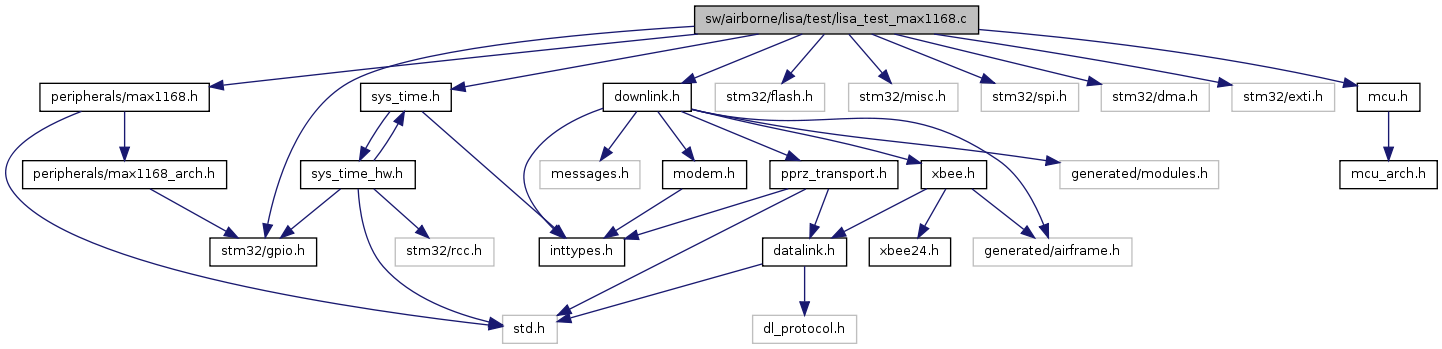 sw/airborne/lisa/test/lisa_test_max1168.c
peripherals/max1168.h
sys_time.h
downlink.h
stm32/flash.h
stm32/misc.h
stm32/spi.h
stm32/dma.h
stm32/exti.h
mcu.h
peripherals/max1168_arch.h
sys_time_hw.h
messages.h
modem.h
pprz_transport.h
xbee.h
generated/modules.h
mcu_arch.h
stm32/gpio.h
stm32/rcc.h
inttypes.h
datalink.h
xbee24.h
generated/airframe.h
std.h
dl_protocol.h